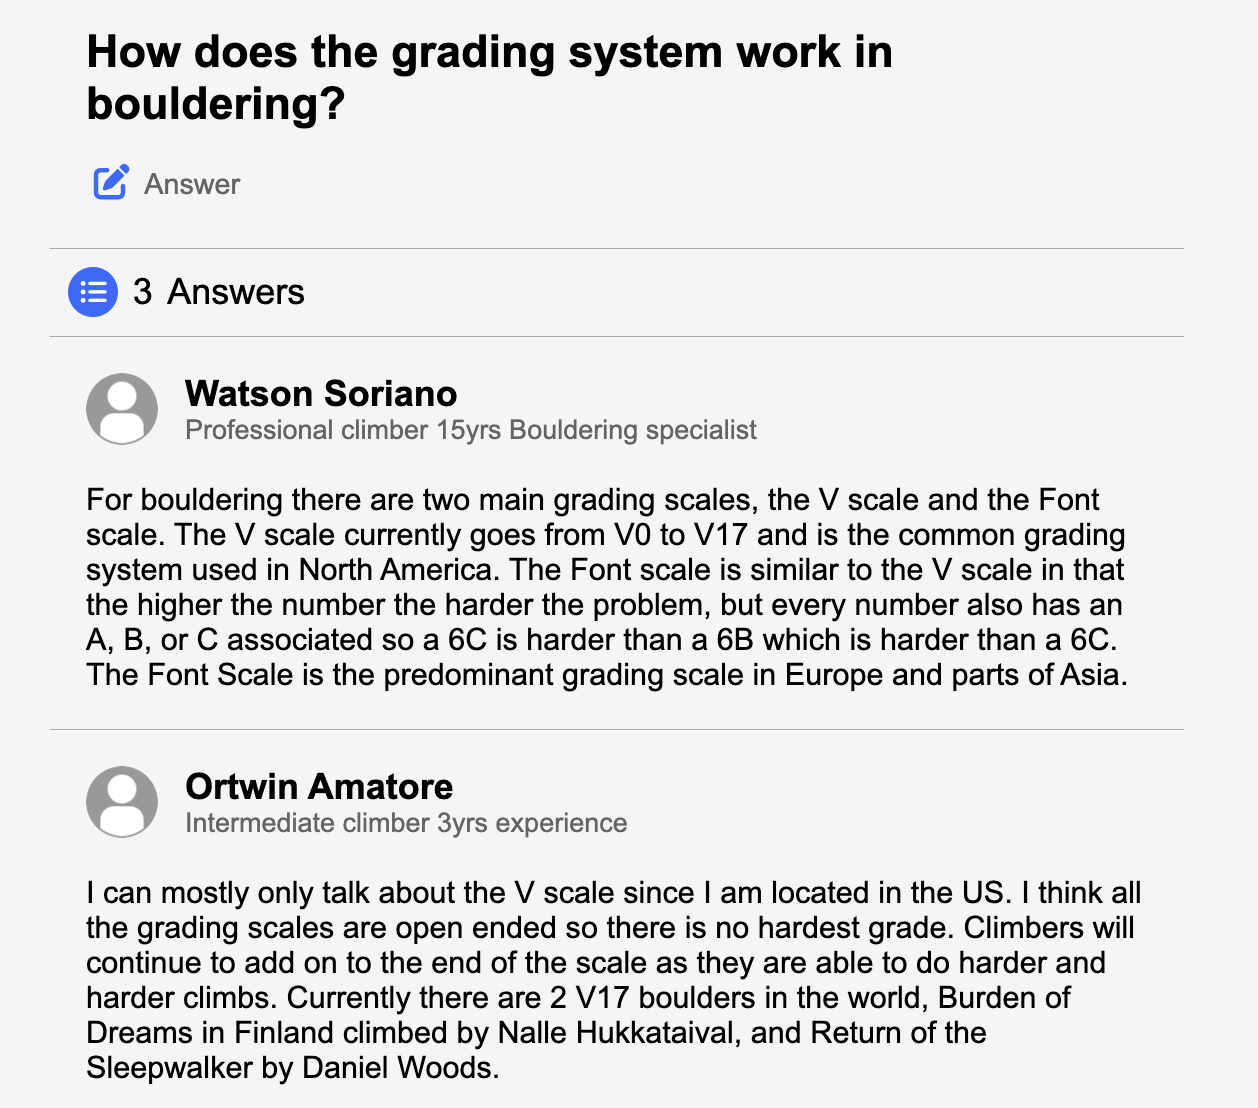 How does the grading system work in
bouldering?
Answer
3 Answers
Watson Soriano
Professional climber 15yrs Bouldering specialist
For bouldering there are two main grading scales, the V scale and the Font
scale. The V scale currently goes from V0 to V17 and is the common grading
system used in North America. The Font scale is similar to the V scale in that
the higher the number the harder the problem, but every number also has an
A, B, or C associated so a 6C is harder than a 6B which is harder than a 6C.
The Font Scale is the predominant grading scale in Europe and parts of Asia.
Ortwin Amatore
Intermediate climber 3yrs experience
I can mostly only talk about the V scale since I am located in the US. I think all
the grading scales are open ended so there is no hardest grade. Climbers will
continue to add on to the end of the scale as they are able to do harder and
harder climbs. Currently there are 2 V17 boulders in the world, Burden of
Dreams in Finland climbed by Nalle Hukkataival, and Return of the
Sleepwalker by Daniel Woods.